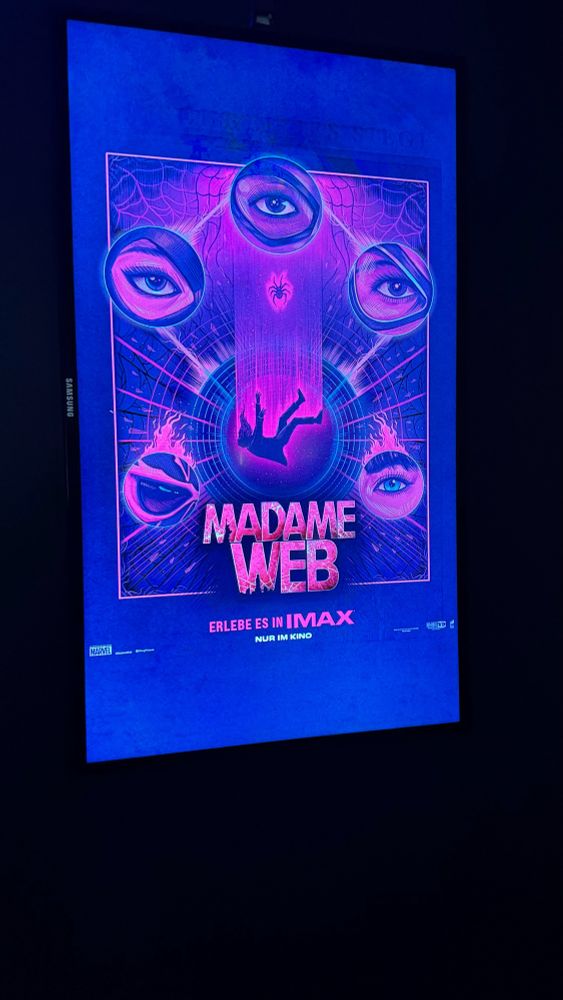 SAMSUNG
MADAME
WEB
ERLEBE ES IN IMAX
NUR IM KINO
MARVEL